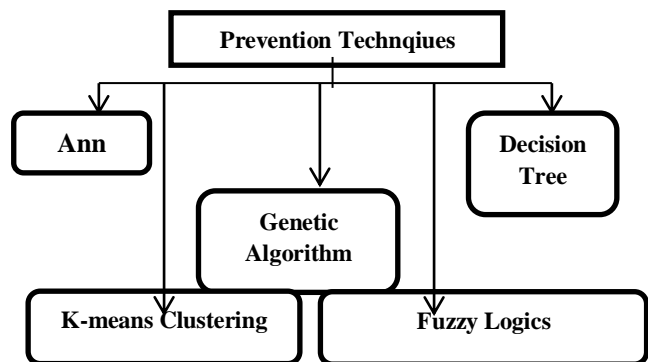 Prevention Technqiues
Ann
Decision
Tree
Genetic
Algorithm
K-means Clustering
Fuzzy Logics